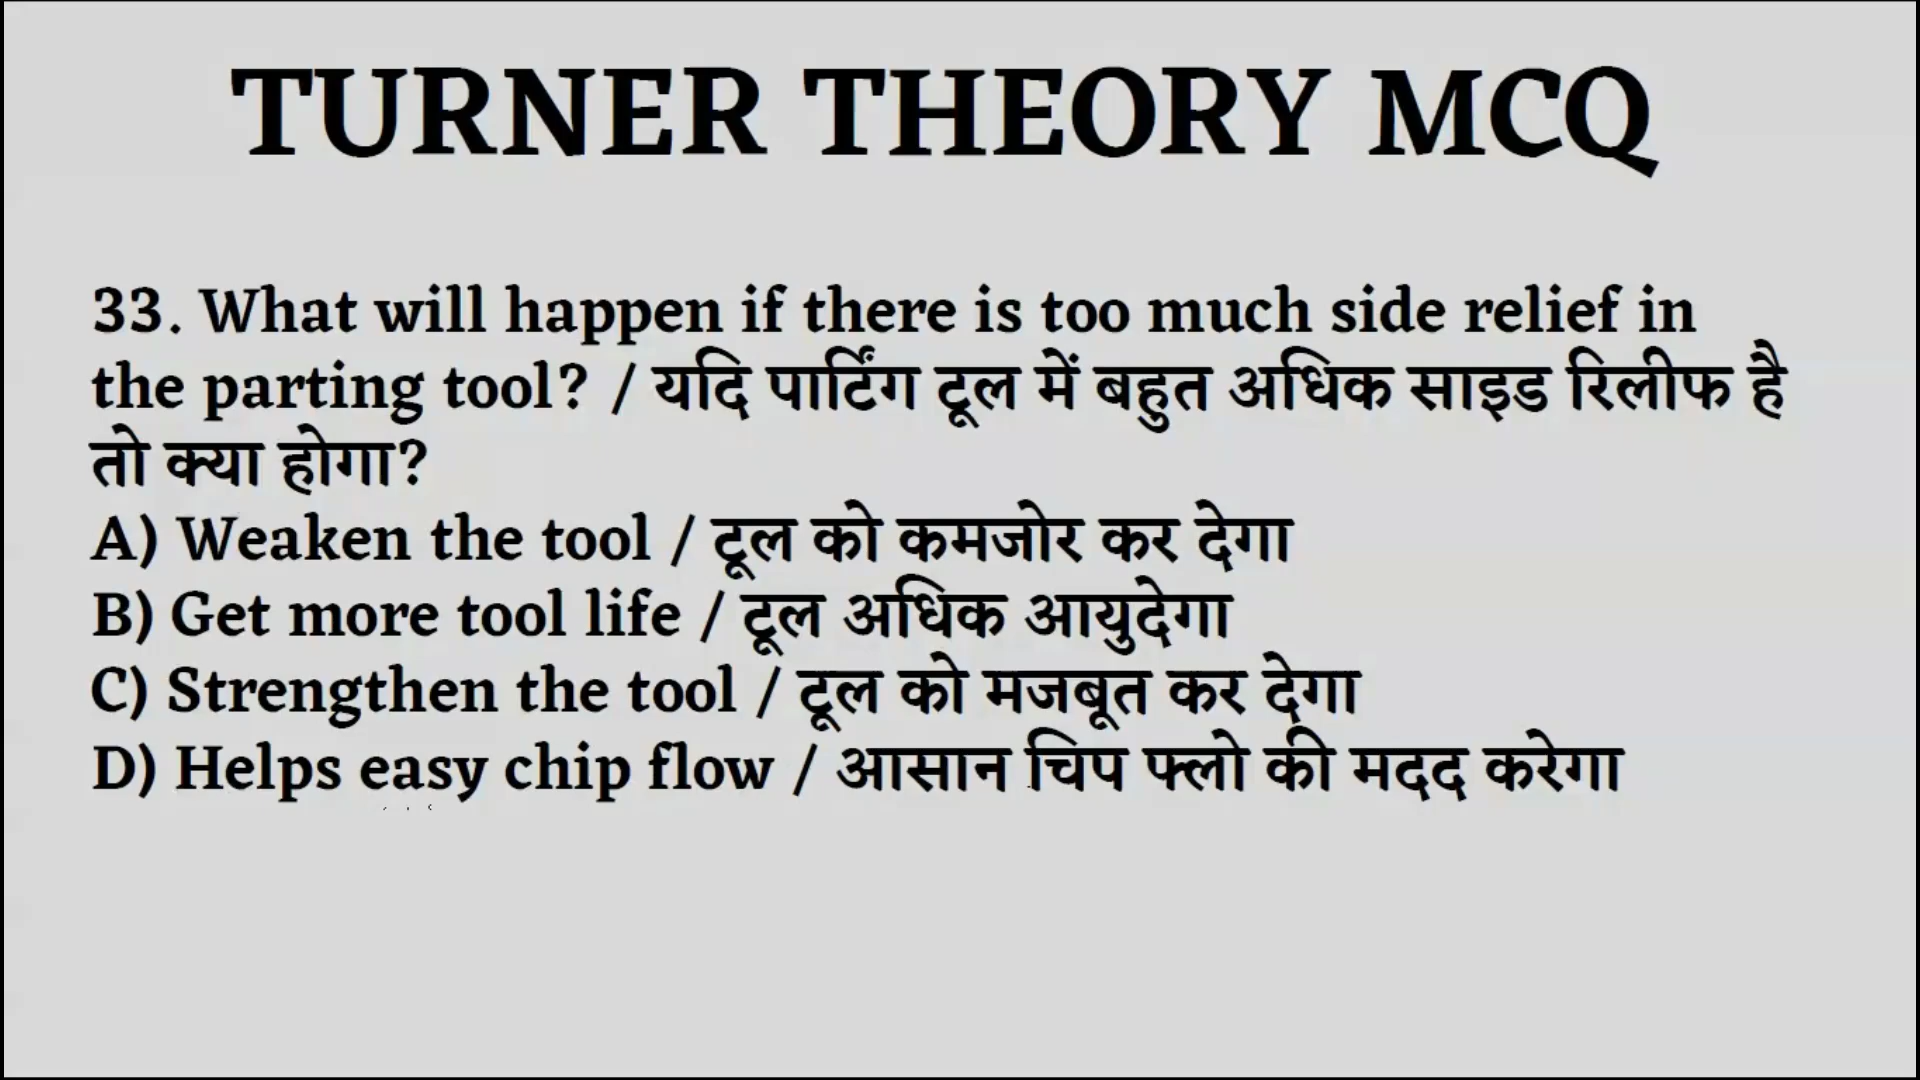 TURNER THEORY MCQ
33. What will happen if there is too much side relief in
the parting tool? / यदि पार्टिंग टूल में बहुत अधिक साइड रिलीफ है
तो क्या होगा?
A) Weaken the tool / टूल को कमजोर कर देगा
B) Get more tool life / टूल अधिक आयुदेगा
C) Strengthen the tool / टूल को मजबूत कर देगा
D) Helps easy chip flow / आसान चिप फ्लो की मदद करेगा